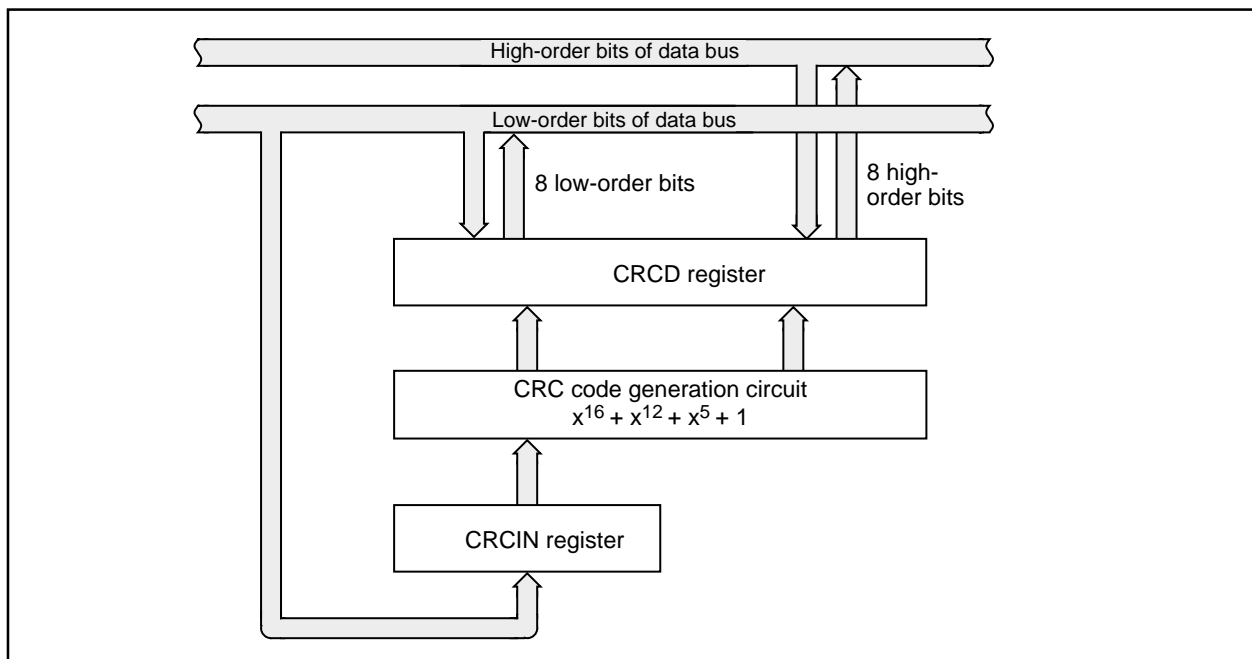 High-order bits of data bus
Low-order bits of data bus
8 low-order bits
8 high-
order bits
CRCD register
CRC code generation circuit
x¹⁶ + x¹² + x⁵ + 1
CRCIN register